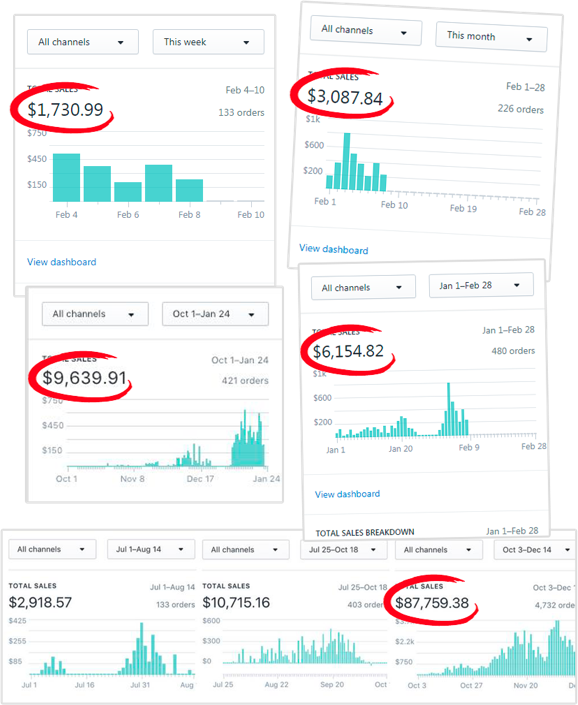 All channels
This week
TOTAL SALES
Feb 4–10
$1,730.99
133 orders
$750
$450
$150
Feb 4
Feb 6
Feb 8
Feb 10
View dashboard
All channels
This month
TOTAL SALES
Feb 1–28
$3,087.84
226 orders
$1k
$600
$200
Feb 1
Feb 10
Feb 19
Feb 28
View dashboard
All channels
Oct 1–Jan 24
TOTAL SALES
Oct 1–Jan 24
$9,639.91
421 orders
$750
$450
$150
Oct 1
Nov 8
Dec 17
Jan 24
All channels
Jan 1–Feb 28
TOTAL SALES
Jan 1–Feb 28
$6,154.82
480 orders
$1k
$600
$200
Jan 1
Jan 20
Feb 9
Feb 28
View dashboard
TOTAL SALES BREAKDOWN
Jan 1–Feb 28
All channels
Jul 1–Aug 14
TOTAL SALES
Jul 1–Aug 14
$2,918.57
133 orders
$425
$255
$85
Jul 1
Jul 16
Jul 31
Aug
All channels
Jul 25–Oct 18
TOTAL SALES
Jul 25–Oct 18
$10,715.16
403 order
$600
$300
$0
Jul 25
Aug 22
Sep 20
Oct
All channels
Oct 3–Dec 14
TAL SALES
Oct 3–Dec 1
$87,759.38
4,732 orde
$2.2k
$750
Oct 3
Oct 27
Nov 20
De